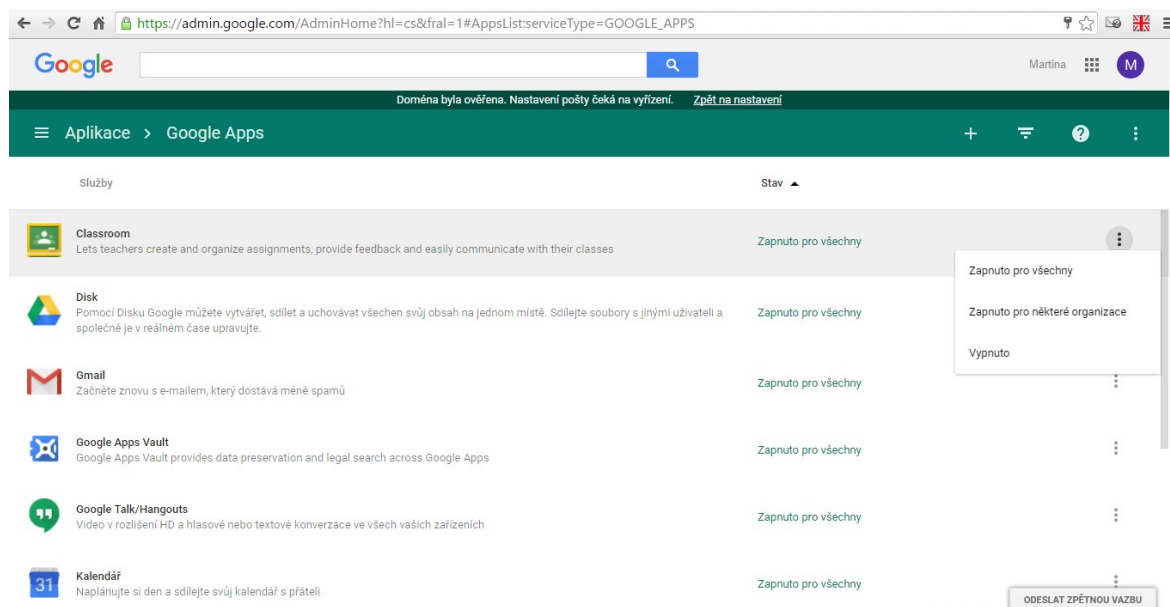 https://admin.google.com/AdminHome?hl=cs&fral=1#AppsList:serviceType=GOOGLE_APPS
Google
Martina
M
Doména byla ověřena. Nastavení pošty čeká na vyřízení. Zpět na nastavení
Aplikace > Google Apps
Služby
Stav
Classroom
Lets teachers create and organize assignments, provide feedback and easily communicate with their classes
Zapnuto pro všechny
Zapnuto pro všechny
Zapnuto pro některé organizace
Vypnuto
Disk
Pomocí Disku Google můžete vytvářet, sdílet a uchovávat všechen svůj obsah na jednom místě. Sdílejte soubory s jinými uživateli a
společně je v reálném čase upravujte.
Zapnuto pro všechny
Gmail
Začněte znovu s e-mailem, který dostává méně spamů
Zapnuto pro všechny
Google Apps Vault
Google Apps Vault provides data preservation and legal search across Google Apps
Zapnuto pro všechny
Google Talk/Hangouts
Video v rozlišení HD a hlasové nebo textové konverzace ve všech vašich zařízeních
Zapnuto pro všechny
31
Kalendář
Naplánujte si den a sdílejte svůj kalendář s přáteli
Zapnuto pro všechny
ODESLAT ZPĚTNOU VAZBU